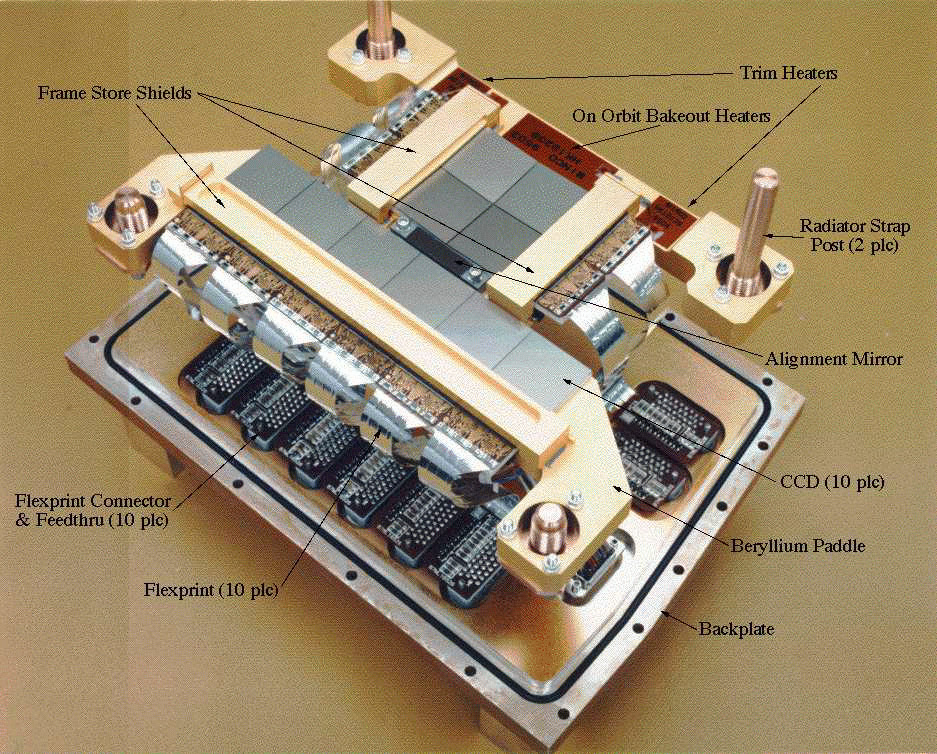 Trim Heaters
Frame Store Shields
On Orbit Bakeout Heaters
MINCO
Radiator Strap
Post (2 plc)
Alignment Mirror
CCD (10 plc)
Flexprint Connector
& Feedthru (10 plc)
Beryllium Paddle
Flexprint (10 plc)
Backplate